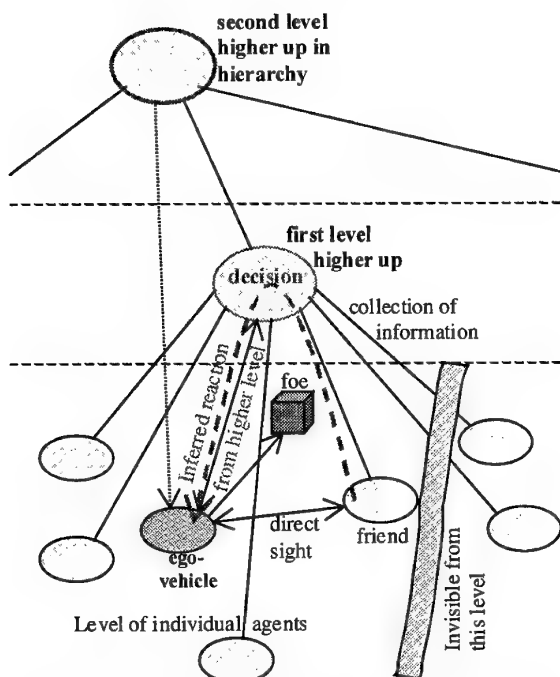 second level
higher up in
hierarchy
first level
higher up
decision
collection of
information
foe
Inferred reaction
from higher level
direct
sight
friend
ego-
vehicle
Invisible from
this level
Level of individual agents